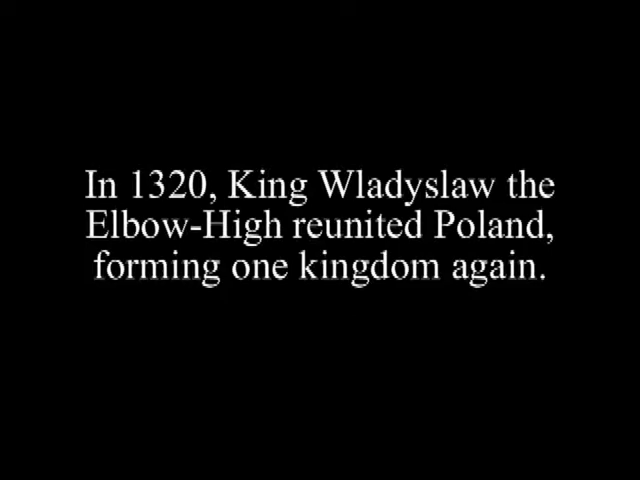 In 1320, King Wladyslaw the
Elbow-High reunited Poland,
forming one kingdom again.